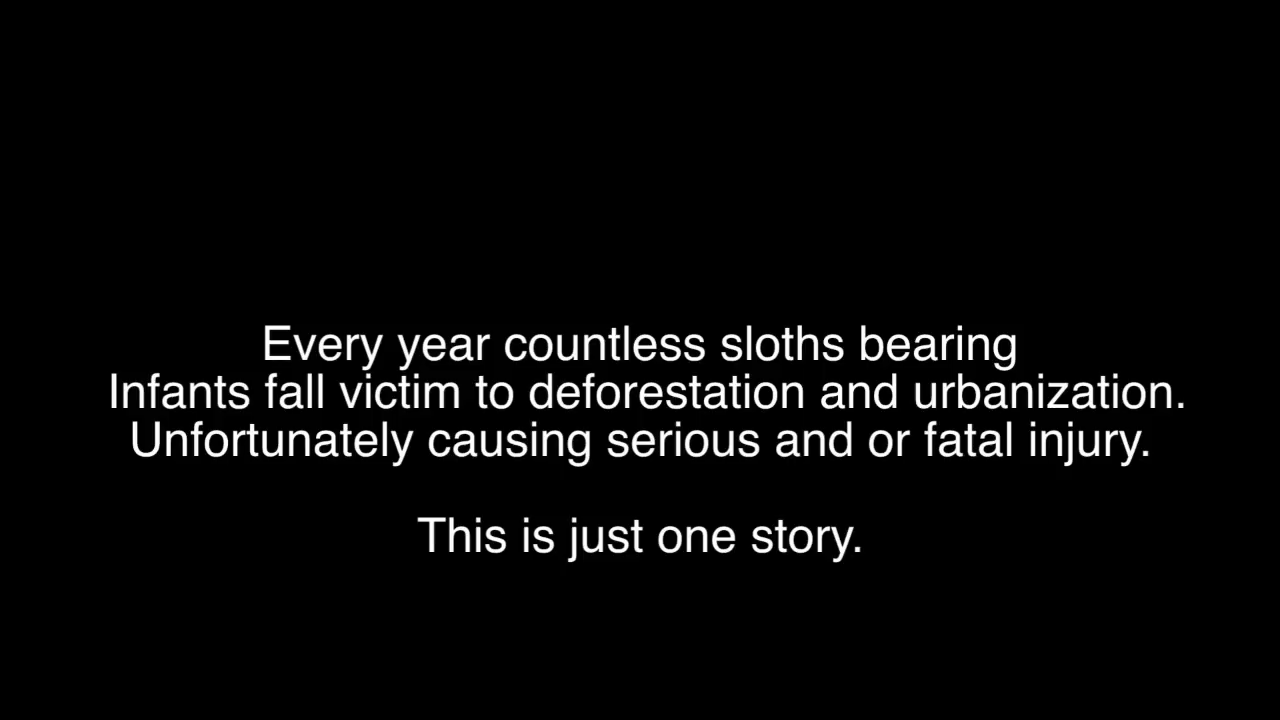 Every year countless sloths bearing
Infants fall victim to deforestation and urbanization.
Unfortunately causing serious and or fatal injury.
This is just one story.